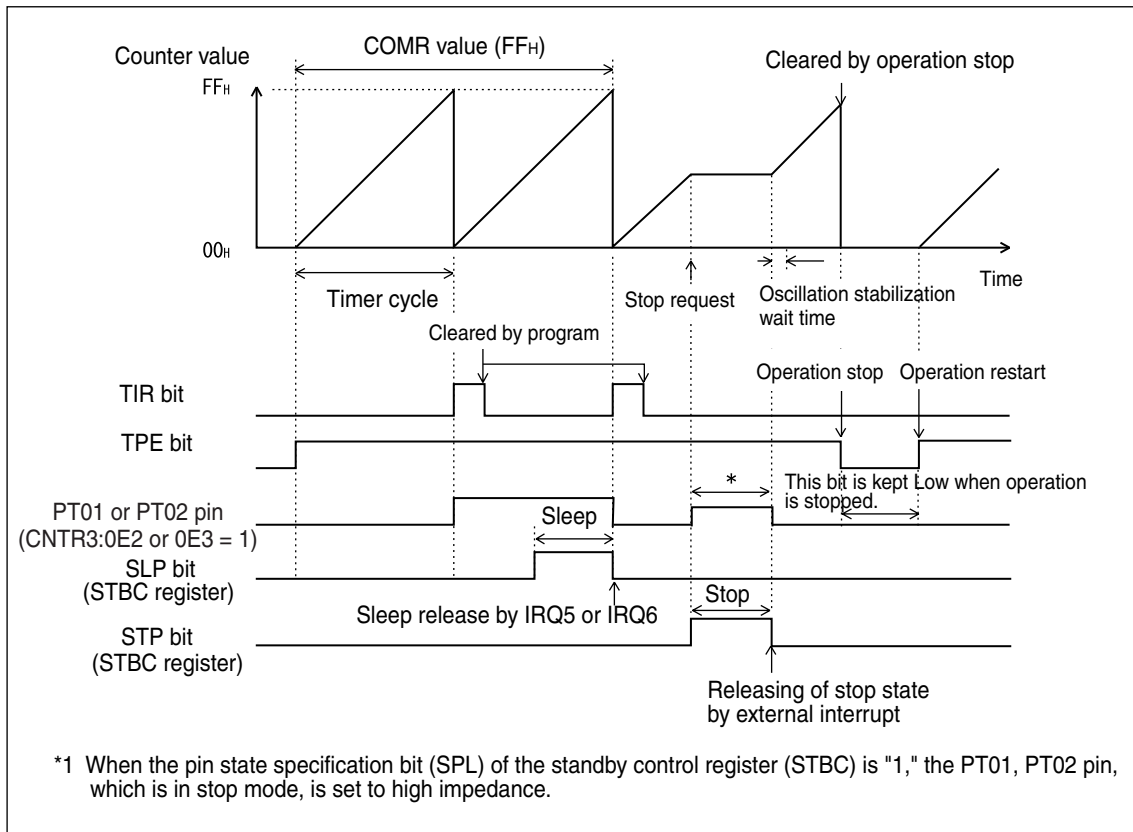 Counter value
COMR value (FFH)
Cleared by operation stop
FFH
00H
Time
Timer cycle
Stop request
Oscillation stabilization
wait time
Cleared by program
Operation stop
Operation restart
TIR bit
TPE bit
*
This bit is kept Low when operation
is stopped.
PT01 or PT02 pin
(CNTR3:0E2 or 0E3 = 1)
Sleep
SLP bit
(STBC register)
Sleep release by IRQ5 or IRQ6
Stop
STP bit
(STBC register)
Releasing of stop state
by external interrupt
*1 When the pin state specification bit (SPL) of the standby control register (STBC) is "1," the PT01, PT02 pin,
which is in stop mode, is set to high impedance.